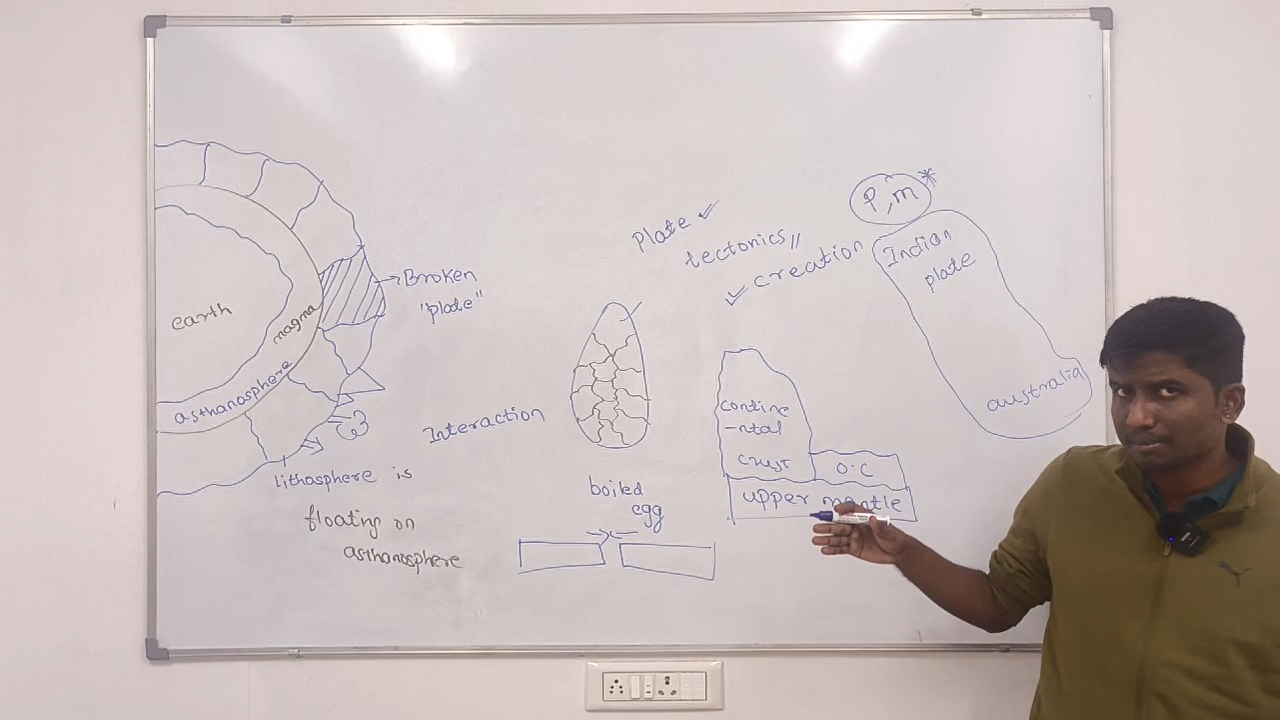 earth
magma
asthanosphere
Broken
"plate"
lithosphere is
floating on
asthanosphere
Interaction
boiled
egg
Plate
tectonics
creation
contine
-ntal
crust
O.C
upper mantle
P, m
Indian
plate
australia